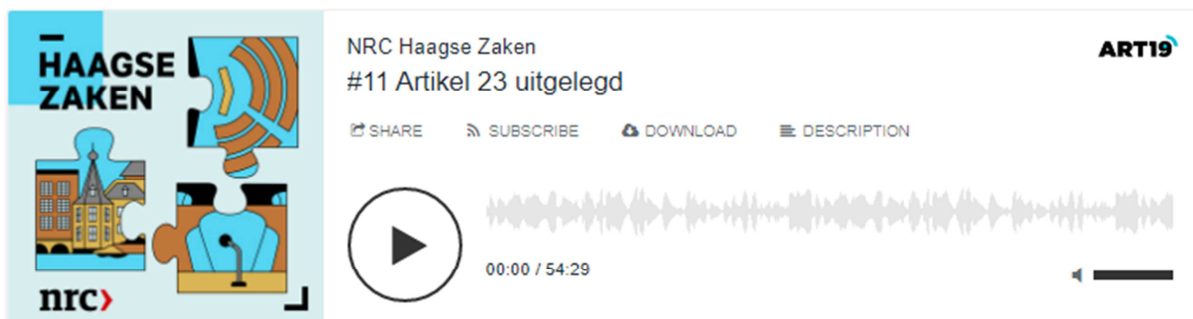 HAAGSE
ZAKEN
nrc
NRC Haagse Zaken
#11 Artikel 23 uitgelegd
SHARE SUBSCRIBE DOWNLOAD DESCRIPTION
00:00 / 54:29
ART19